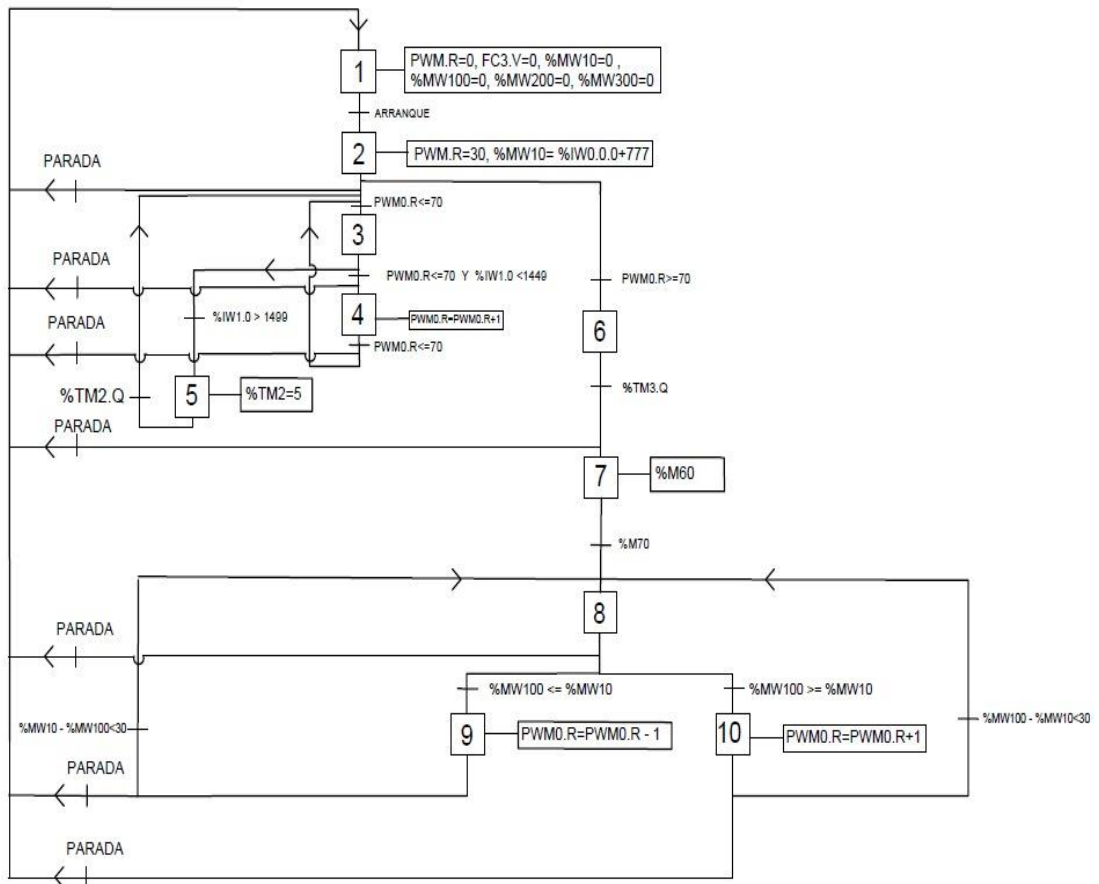 1
PWM.R=0, FC3.V=0, %MW10=0 ,
%MW100=0, %MW200=0, %MW300=0
ARRANQUE
2
PWM.R=30, %MW10= %IW0.0.0+777
PARADA
PWM0.R<=70
3
PARADA
PWM0.R<=70 Y %IW1.0 <1449
PWM0.R>=70
%IW1.0 > 1499
4
PWM0.R=PWM0.R+1
6
PARADA
PWM0.R<=70
%TM2.Q
5
%TM2=5
%TM3.Q
PARADA
7
%M60
%M70
8
PARADA
%MW100 <= %MW10
%MW100 >= %MW10
%MW10 - %MW100<30
9
PWM0.R=PWM0.R - 1
10
PWM0.R=PWM0.R+1
%MW100 - %MW10<30
PARADA
PARADA